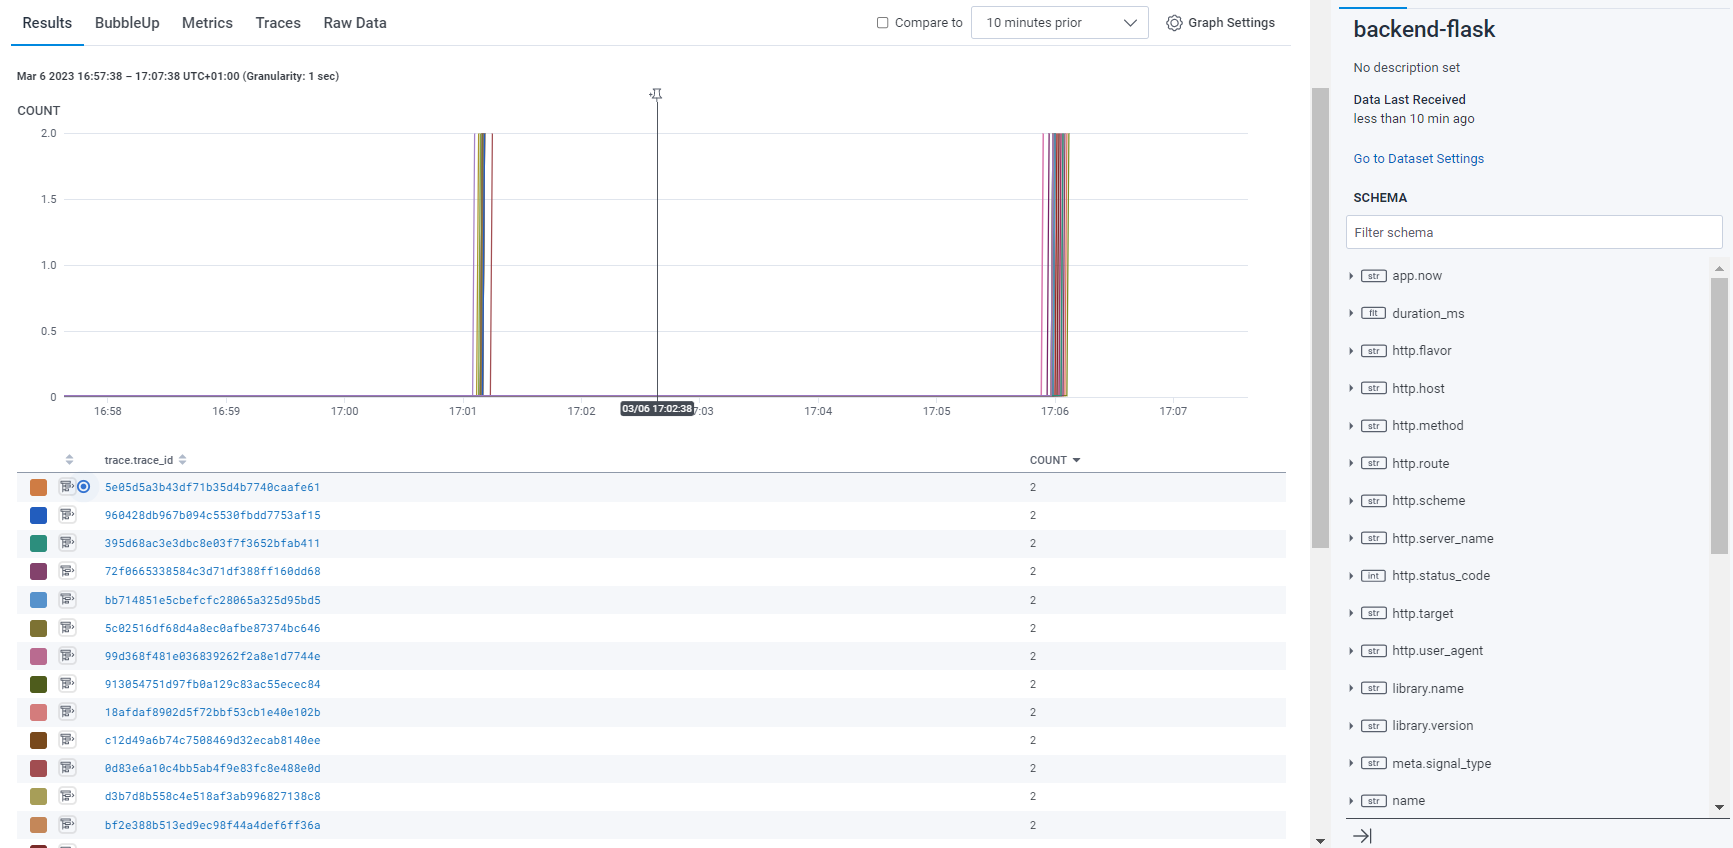 Results BubbleUp Metrics Traces Raw Data
Compare to 10 minutes prior Graph Settings
Mar 6 2023 16:57:38 – 17:07:38 UTC+01:00 (Granularity: 1 sec)
COUNT
2.0
1.5
1.0
0.5
0
16:58 16:59 17:00 17:01 17:02 03/06 17:02:38 7:03 17:04 17:05 17:06 17:07
trace.trace_id COUNT
5e05d5a3b43df71b35d4b7740caafe61 2
960428db967b094c5530fbdd7753af15 2
395d68ac3e3dbc8e03f7f3652bfab411 2
72f0665338584c3d71df388ff160dd68 2
bb714851e5cbefcfc28065a325d95bd5 2
5c02516df68d4a8ec0afbe87374bc646 2
99d368f481e036839262f2a8e1d7744e 2
913054751d97fb0a129c83ac55ecec84 2
18afdaf8902d5f72bbf53cb1e40e102b 2
c12d49a6b74c7508469d32ecab8140ee 2
0d83e6a10c4bb5ab4f9e83fc8e488e0d 2
d3b7d8b558c4e518af3ab996827138c8 2
bf2e388b513ed9ec98f44a4def6ff36a 2
backend-flask
No description set
Data Last Received
less than 10 min ago
Go to Dataset Settings
SCHEMA
Filter schema
str app.now
flt duration_ms
str http.flavor
str http.host
str http.method
str http.route
str http.scheme
str http.server_name
int http.status_code
str http.target
str http.user_agent
str library.name
str library.version
str meta.signal_type
str name